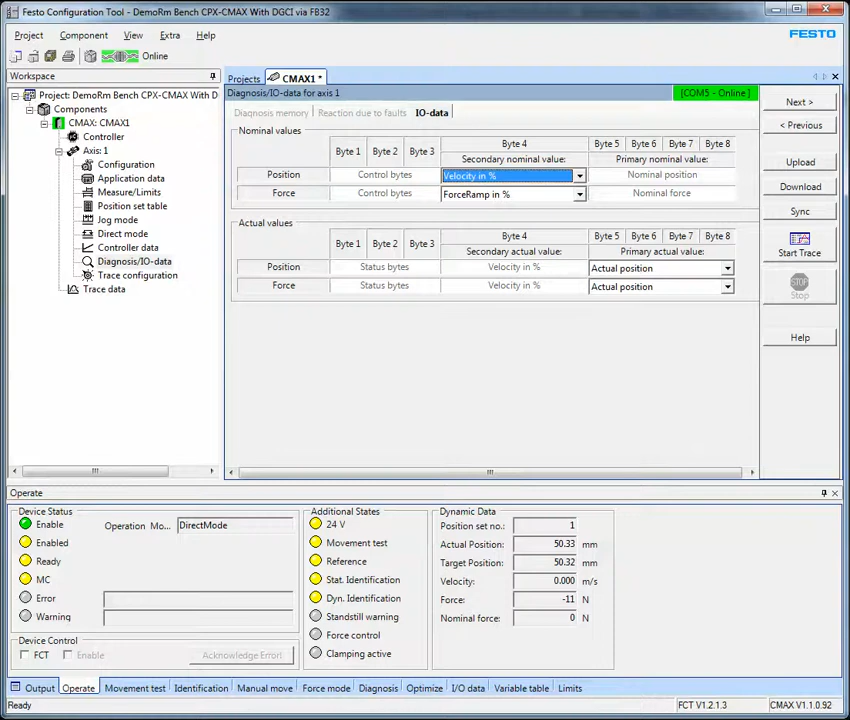 Festo Configuration Tool - DemoRm Bench CPX-CMAX With DGCI via FB32
Project Component View Extra Help
FESTO
Online
Workspace
Projects CMAX1 *
Project: DemoRm Bench CPX-CMAX With D
Components
CMAX: CMAX1
Controller
Axis: 1
Configuration
Application data
Measure/Limits
Position set table
Jog mode
Direct mode
Controller data
Diagnosis/IO-data
Trace configuration
Trace data
Diagnosis/IO-data for axis 1
[COM5 - Online]
Diagnosis memory Reaction due to faults IO-data
Nominal values
Byte 1 Byte 2 Byte 3 Byte 4 Byte 5 Byte 6 Byte 7 Byte 8
Secondary nominal value: Primary nominal value:
Position Control bytes Velocity in % Nominal position
Force Control bytes ForceRamp in % Nominal force
Actual values
Byte 1 Byte 2 Byte 3 Byte 4 Byte 5 Byte 6 Byte 7 Byte 8
Secondary actual value: Primary actual value:
Position Status bytes Velocity in % Actual position
Force Status bytes Velocity in % Actual position
Next >
< Previous
Upload
Download
Sync
Start Trace
STOP
Stop
Help
Operate
Device Status
Enable Operation Mo... DirectMode
Enabled
Ready
MC
Error
Warning
Device Control
FCT Enable Acknowledge Error!
Additional States
24 V
Movement test
Reference
Stat. Identification
Dyn. Identification
Standstill warning
Force control
Clamping active
Dynamic Data
Position set no.: 1
Actual Position: 50.33 mm
Target Position: 50.32 mm
Velocity: 0.000 m/s
Force: -11 N
Nominal force: 0 N
Output Operate Movement test Identification Manual move Force mode Diagnosis Optimize I/O data Variable table Limits
Ready FCT V1.2.1.3 CMAX V1.1.0.92